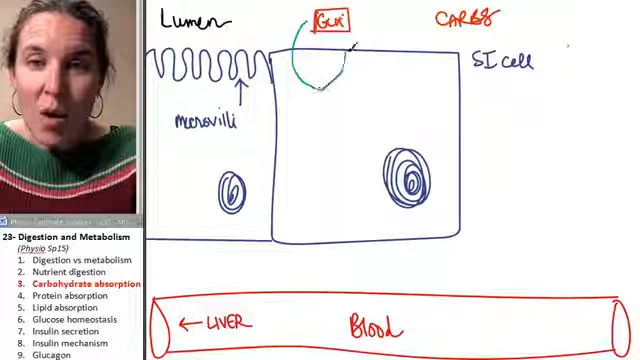 Lumen
Glu
CARBS
SI cell
microvilli
23- Digestion and Metabolism
(Physio Sp15)
1. Digestion vs metabolism
2. Nutrient digestion
3. Carbohydrate absorption
4. Protein absorption
5. Lipid absorption
6. Glucose homeostasis
7. Insulin secretion
8. Insulin mechanism
9. Glucagon
← LIVER
Blood